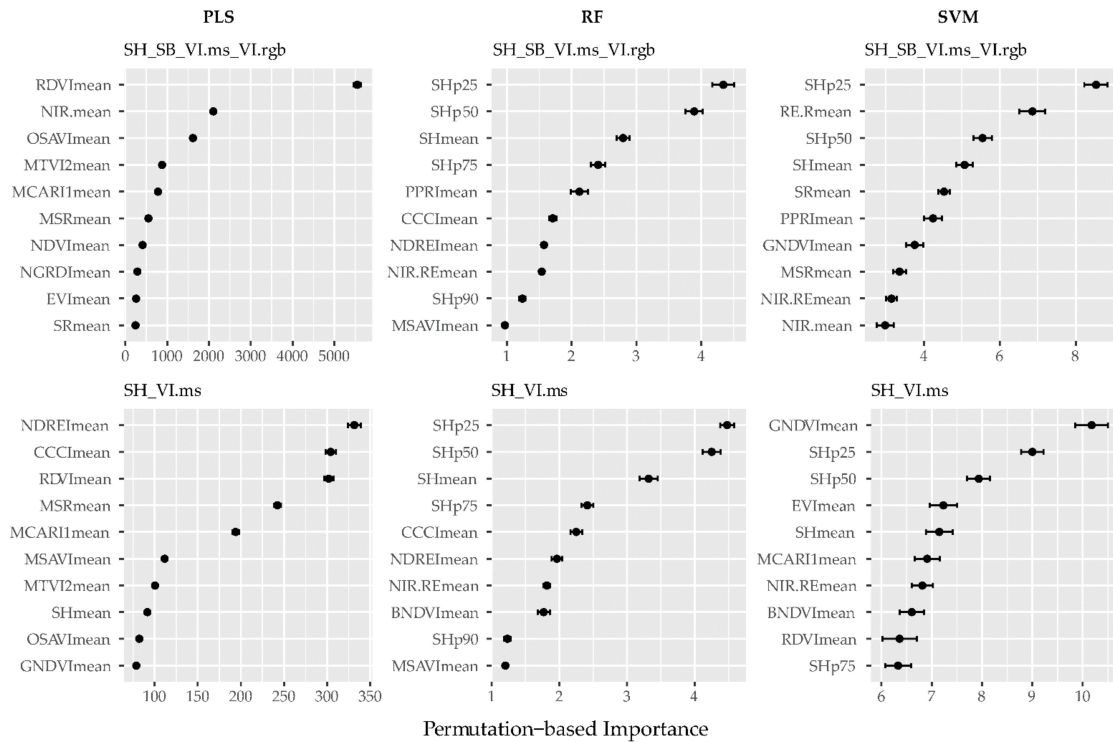 PLS RF SVM
SH_SB_VI.ms_VI.rgb SH_SB_VI.ms_VI.rgb SH_SB_VI.ms_VI.rgb
RDVImean SHp25 SHp25
NIR.mean SHp50 RE.Rmean
OSAVImean SHmean SHp50
MTVI2mean SHp75 SHmean
MCARI1mean PPRImean SRmean
MSRmean CCCImean PPRImean
NDVImean NDREImean GNDVImean
NGRDImean NIR.REmean MSRmean
EVImean SHp90 NIR.REmean
SRmean MSAVImean NIR.mean
0 1000 2000 3000 4000 5000 1 2 3 4 4 6 8
SH_VI.ms SH_VI.ms SH_VI.ms
NDREImean SHp25 GNDVImean
CCCImean SHp50 SHp25
RDVImean SHmean SHp50
MSRmean SHp75 EVImean
MCARI1mean CCCImean SHmean
MSAVImean NDREImean MCARI1mean
MTVI2mean NIR.REmean NIR.REmean
SHmean BNDVImean BNDVImean
OSAVImean SHp90 RDVImean
GNDVImean MSAVImean SHp75
100 150 200 250 300 350 1 2 3 4 6 7 8 9 10
Permutation−based Importance